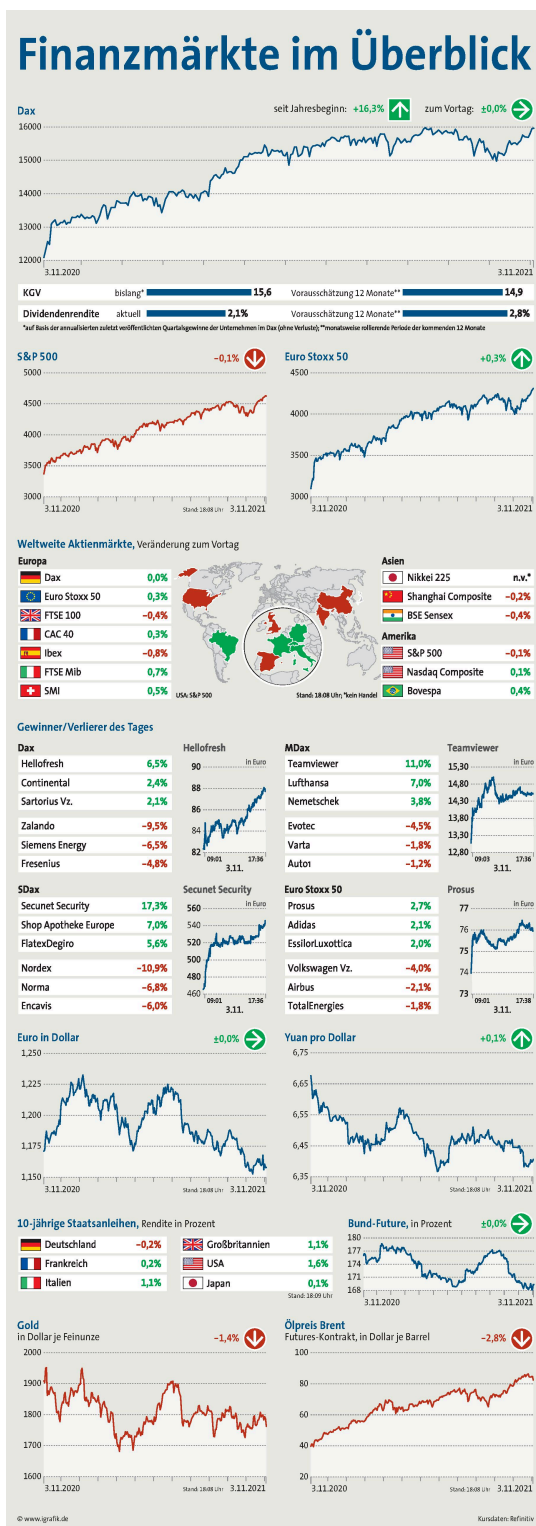 Finanzmärkte im Überblick
Dax
seit Jahresbeginn: +16,3% zum Vortag: ±0,0%
16000
15000
14000
13000
12000
3.11.2020 3.11.2021
KGV bislang* 15,6 Vorausschätzung 12 Monate** 14,9
Dividendenrendite aktuell 2,1% Vorausschätzung 12 Monate** 2,8%
*auf Basis der annualisierten zuletzt veröffentlichten Quartalsgewinne der Unternehmen im Dax (ohne Verluste); **monatsweise rollierende Periode der kommenden 12 Monate
S&P 500 –0,1%
5000
4500
4000
3500
3000
3.11.2020 Stand: 18:08 Uhr 3.11.2021
Euro Stoxx 50 +0,3%
4500
4000
3500
3000
3.11.2020 3.11.2021
Weltweite Aktienmärkte, Veränderung zum Vortag
Europa
Dax 0,0%
Euro Stoxx 50 0,3%
FTSE 100 –0,4%
CAC 40 0,3%
Ibex –0,8%
FTSE Mib 0,7%
SMI 0,5%
USA: S&P 500
Stand: 18:08 Uhr; *kein Handel
Asien
Nikkei 225 n.v.*
Shanghai Composite –0,2%
BSE Sensex –0,4%
Amerika
S&P 500 –0,1%
Nasdaq Composite 0,1%
Bovespa 0,4%
Gewinner/Verlierer des Tages
Dax
Hellofresh 6,5%
Continental 2,4%
Sartorius Vz. 2,1%
Zalando –9,5%
Siemens Energy –6,5%
Fresenius –4,8%
Hellofresh
in Euro
90
88
86
84
82
09:01 17:36
3.11.
MDax
Teamviewer 11,0%
Lufthansa 7,0%
Nemetschek 3,8%
Evotec –4,5%
Varta –1,8%
Auto1 –1,2%
Teamviewer
in Euro
15,30
14,80
14,30
13,80
13,30
12,80
09:03 17:36
3.11.
SDax
Secunet Security 17,3%
Shop Apotheke Europe 7,0%
FlatexDegiro 5,6%
Nordex –10,9%
Norma –6,8%
Encavis –6,0%
Secunet Security
in Euro
560
540
520
500
480
460
09:01 17:36
3.11.
Euro Stoxx 50
Prosus 2,7%
Adidas 2,1%
EssilorLuxottica 2,0%
Volkswagen Vz. –4,0%
Airbus –2,1%
TotalEnergies –1,8%
Prosus
in Euro
77
76
75
74
73
09:01 17:38
3.11.
Euro in Dollar ±0,0%
1,250
1,225
1,200
1,175
1,150
3.11.2020 Stand: 18:08 Uhr 3.11.2021
Yuan pro Dollar +0,1%
6,75
6,65
6,55
6,45
6,35
3.11.2020 Stand: 18:08 Uhr 3.11.2021
10-jährige Staatsanleihen, Rendite in Prozent
Deutschland –0,2%
Frankreich 0,2%
Italien 1,1%
Großbritannien 1,1%
USA 1,6%
Japan 0,1%
Stand: 18:09 Uhr
Bund-Future, in Prozent ±0,0%
180
177
174
171
168
3.11.2020 3.11.2021
Gold
in Dollar je Feinunze –1,4%
2000
1900
1800
1700
1600
3.11.2020 Stand: 18:08 Uhr 3.11.2021
Ölpreis Brent
Futures-Kontrakt, in Dollar je Barrel –2,8%
100
80
60
40
20
3.11.2020 Stand: 18:08 Uhr 3.11.2021
© www.igrafik.de Kursdaten: Refinitiv